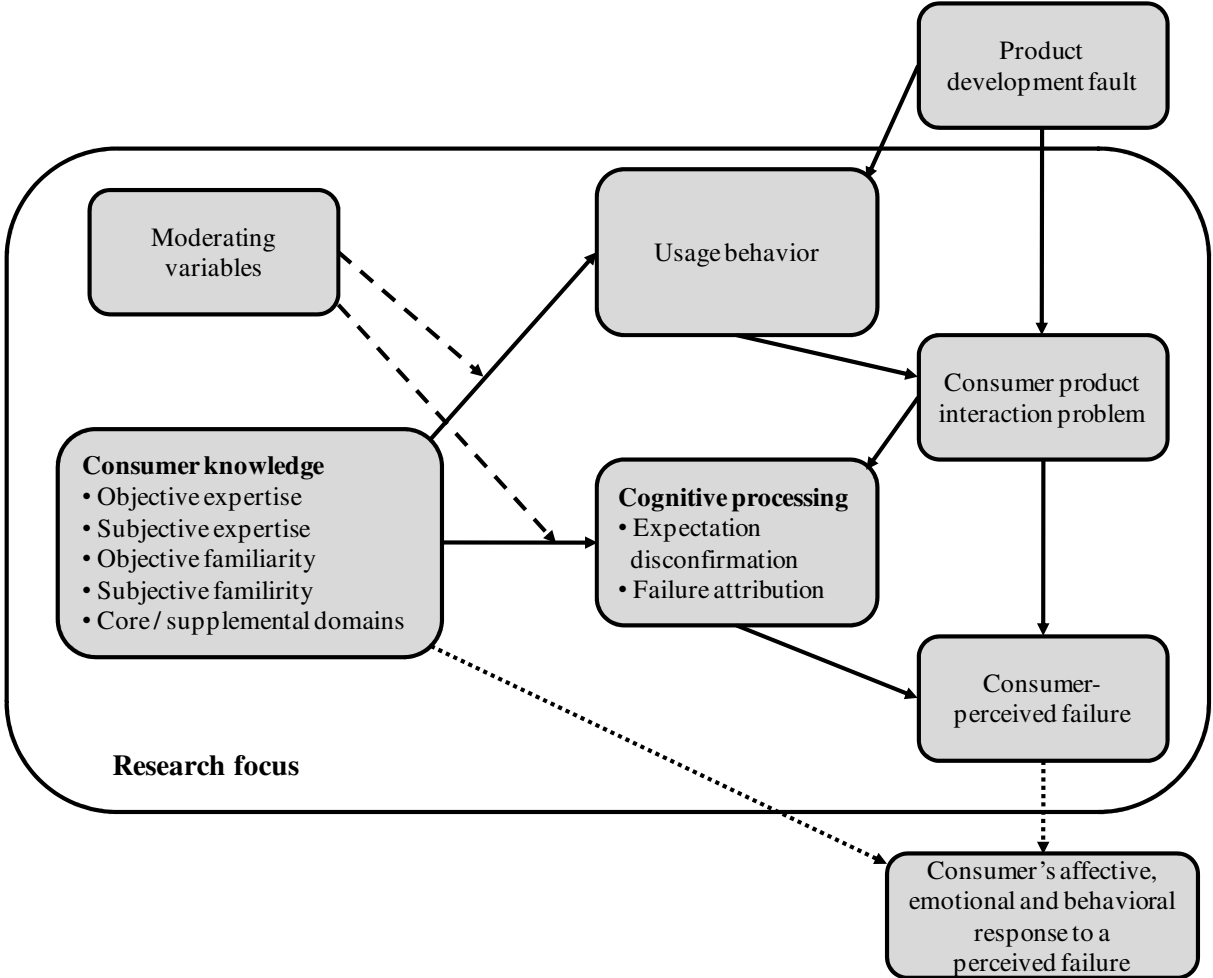 Product
development fault
Moderating
variables
Usage behavior
Consumer product
interaction problem
Consumer knowledge
• Objective expertise
• Subjective expertise
• Objective familiarity
• Subjective familirity
• Core / supplemental domains
Cognitive processing
• Expectation
disconfirmation
• Failure attribution
Consumer-
perceived failure
Research focus
Consumer’s affective,
emotional and behavioral
response to a
perceived failure